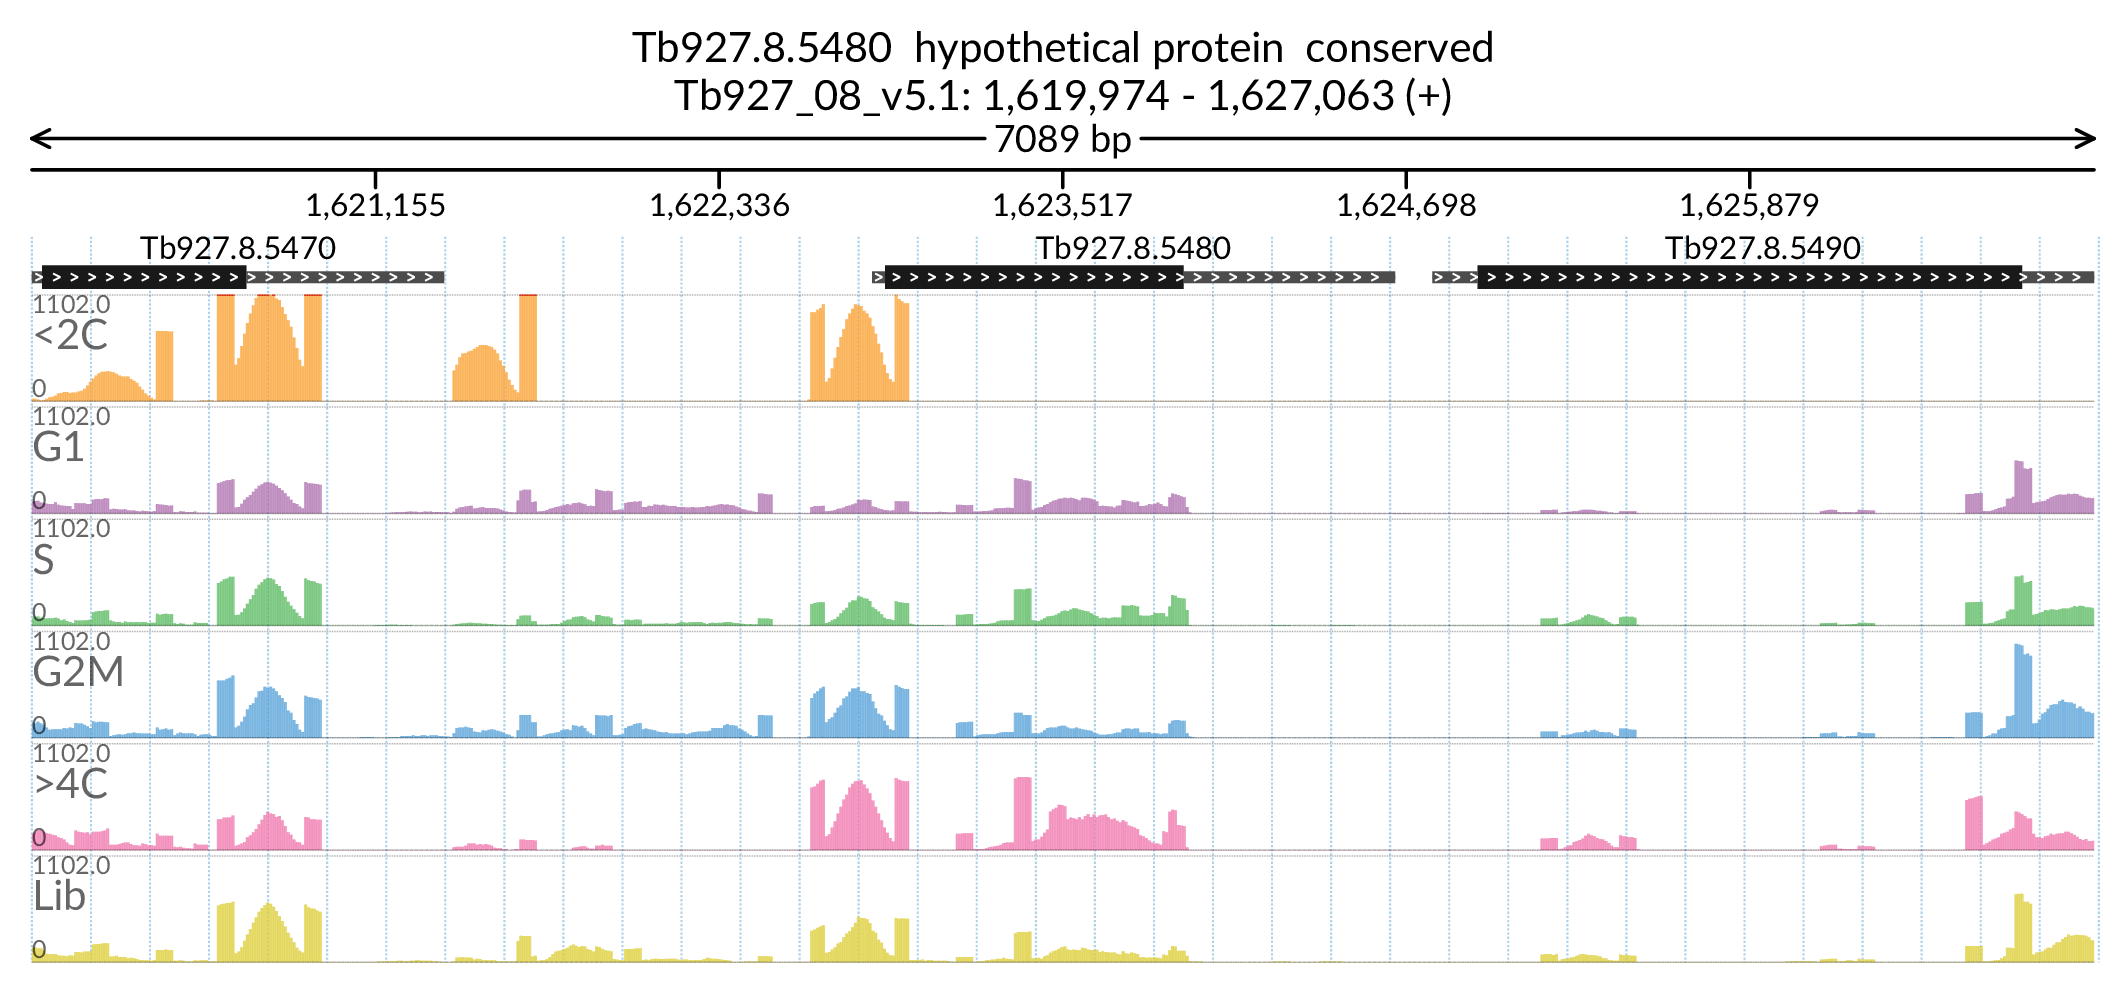 Tb927.8.5480  hypothetical protein  conserved
Tb927_08_v5.1: 1,619,974 - 1,627,063 (+)
7089 bp
1,621,155 1,622,336 1,623,517 1,624,698 1,625,879
Tb927.8.5470 Tb927.8.5480 Tb927.8.5490
1102.0
<2C
0
1102.0
G1
0
1102.0
S
0
1102.0
G2M
0
1102.0
>4C
0
1102.0
Lib
0